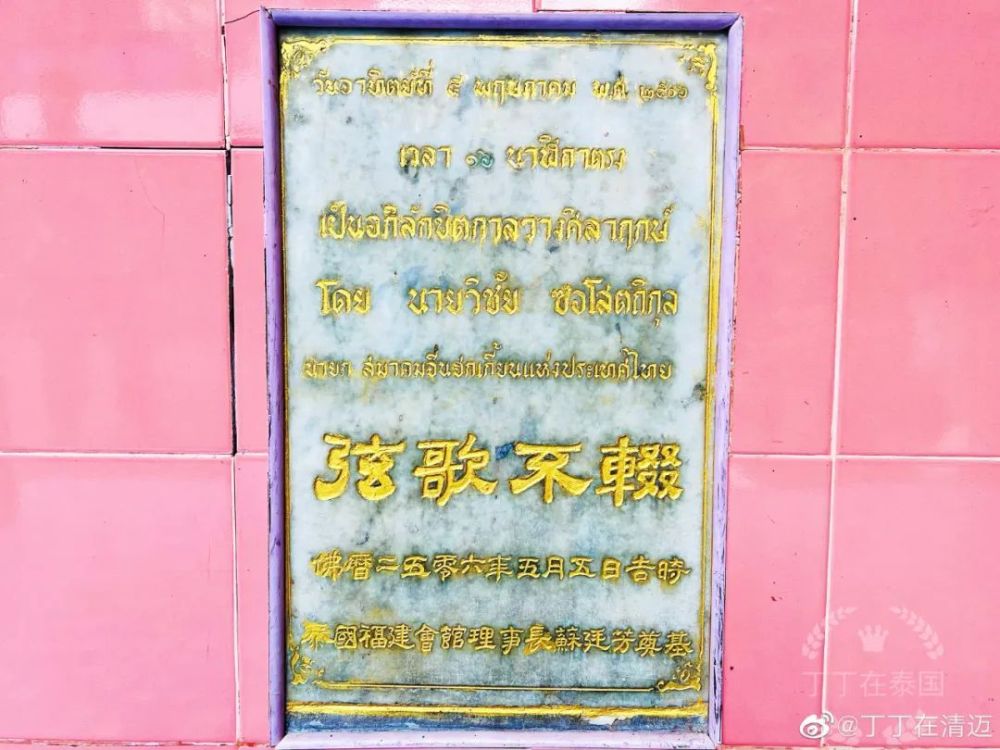 วันอาทิตย์ที่ ๕ พฤษภาคม พ.ศ. ๒๕๐๖
เวลา นาฬิกาตรง
เป็นอภิลักขิตกาลวางศิลาฤกษ์
โดย นายวิชัย ซอโสตถิกุล
นายก สมาคมจีนฮกเกี้ยนแห่งประเทศไทย
弦歌不輟
佛曆二五零六年五月五日吉時
泰國福建會館理事長蘇廷芳奠基
丁丁在泰国
@丁丁在清迈